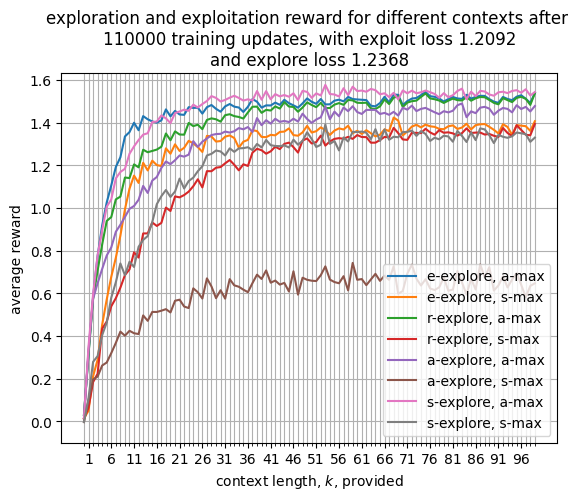 exploration and exploitation reward for different contexts after
110000 training updates, with exploit loss 1.2092
and explore loss 1.2368
1.6
1.4
1.2
1.0
0.8
0.6
0.4
0.2
0.0
average reward
e-explore, a-max
e-explore, s-max
r-explore, a-max
r-explore, s-max
a-explore, a-max
a-explore, s-max
s-explore, a-max
s-explore, s-max
1 6 11 16 21 26 31 36 41 46 51 56 61 66 71 76 81 86 91 96
context length, k, provided